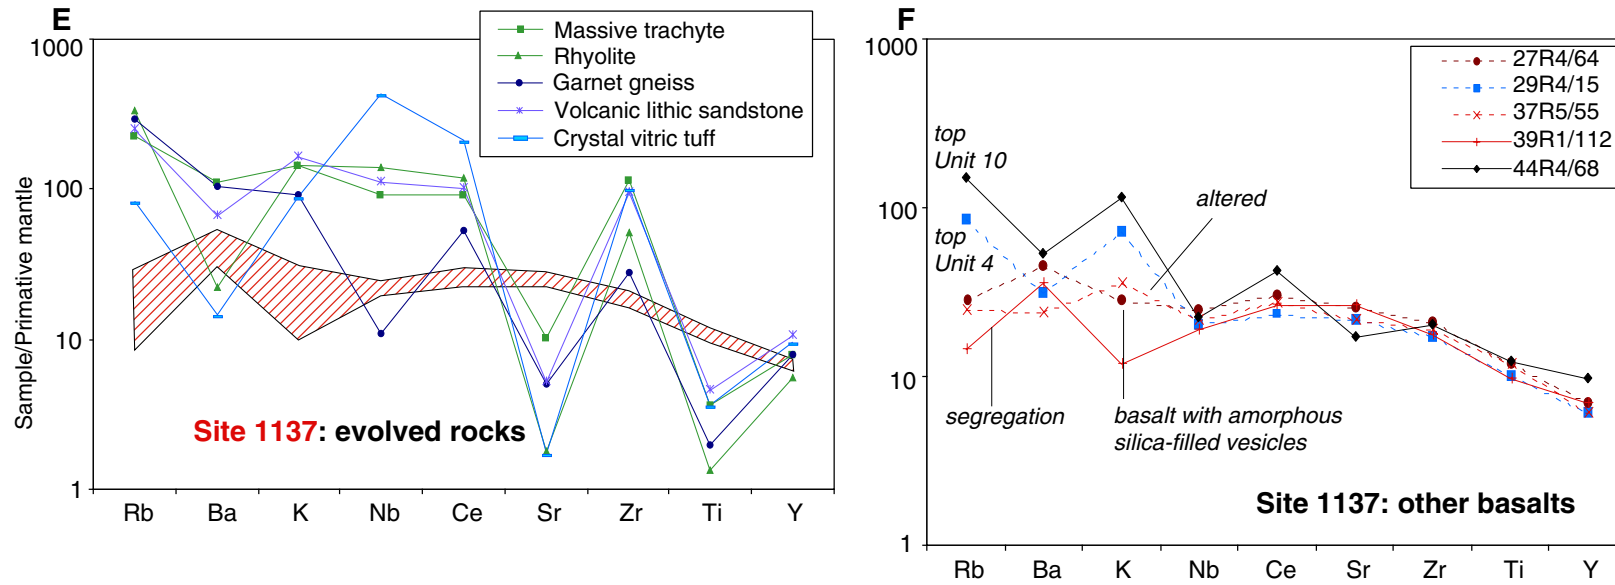 E
Massive trachyte
Rhyolite
Garnet gneiss
Volcanic lithic sandstone
Crystal vitric tuff
1000
100
10
1
Sample/Primative mantle
Site 1137: evolved rocks
Rb Ba K Nb Ce Sr Zr Ti Y
F
27R4/64
29R4/15
37R5/55
39R1/112
44R4/68
1000
100
10
1
top
Unit 10
top
Unit 4
altered
segregation
basalt with amorphous
silica-filled vesicles
Site 1137: other basalts
Rb Ba K Nb Ce Sr Zr Ti Y